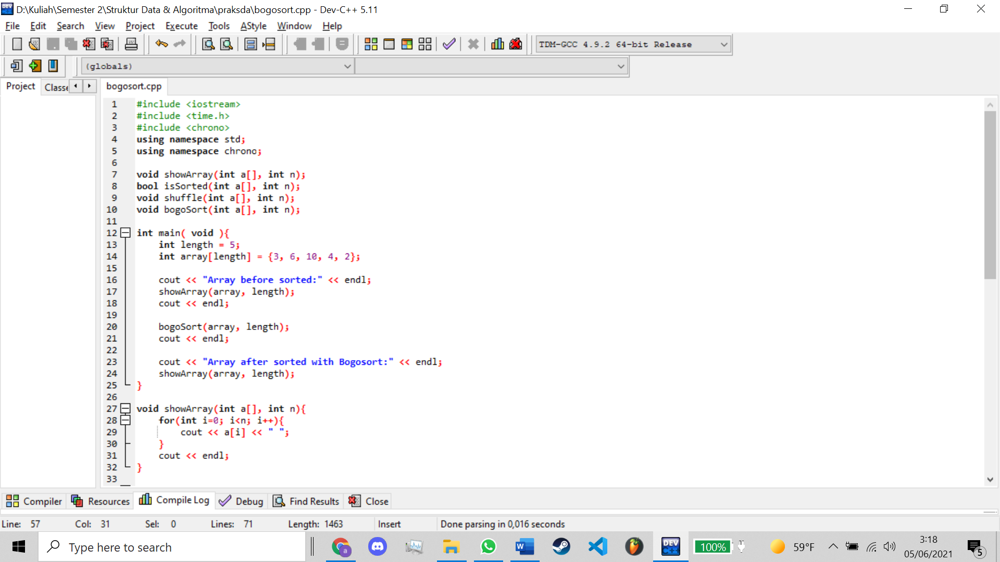 D:\Kuliah\Semester 2\Struktur Data & Algoritma\praksda\bogosort.cpp - Dev-C++ 5.11
File Edit Search View Project Execute Tools AStyle Window Help
TDM-GCC 4.9.2 64-bit Release
(globals)
Project Classe bogosort.cpp
1 #include <iostream>
2 #include <time.h>
3 #include <chrono>
4 using namespace std;
5 using namespace chrono;
6
7 void showArray(int a[], int n);
8 bool isSorted(int a[], int n);
9 void shuffle(int a[], int n);
10 void bogoSort(int a[], int n);
11
12 int main( void ){
13     int length = 5;
14     int array[length] = {3, 6, 10, 4, 2};
15
16     cout << "Array before sorted:" << endl;
17     showArray(array, length);
18     cout << endl;
19
20     bogoSort(array, length);
21     cout << endl;
22
23     cout << "Array after sorted with Bogosort:" << endl;
24     showArray(array, length);
25 }
26
27 void showArray(int a[], int n){
28     for(int i=0; i<n; i++){
29         cout << a[i] << " ";
30     }
31     cout << endl;
32 }
33
Compiler Resources Compile Log Debug Find Results Close
Line: 57 Col: 31 Sel: 0 Lines: 71 Length: 1463 Insert Done parsing in 0,016 seconds
Type here to search a W DEV C++ 100% 59°F 3:18
05/06/2021 5